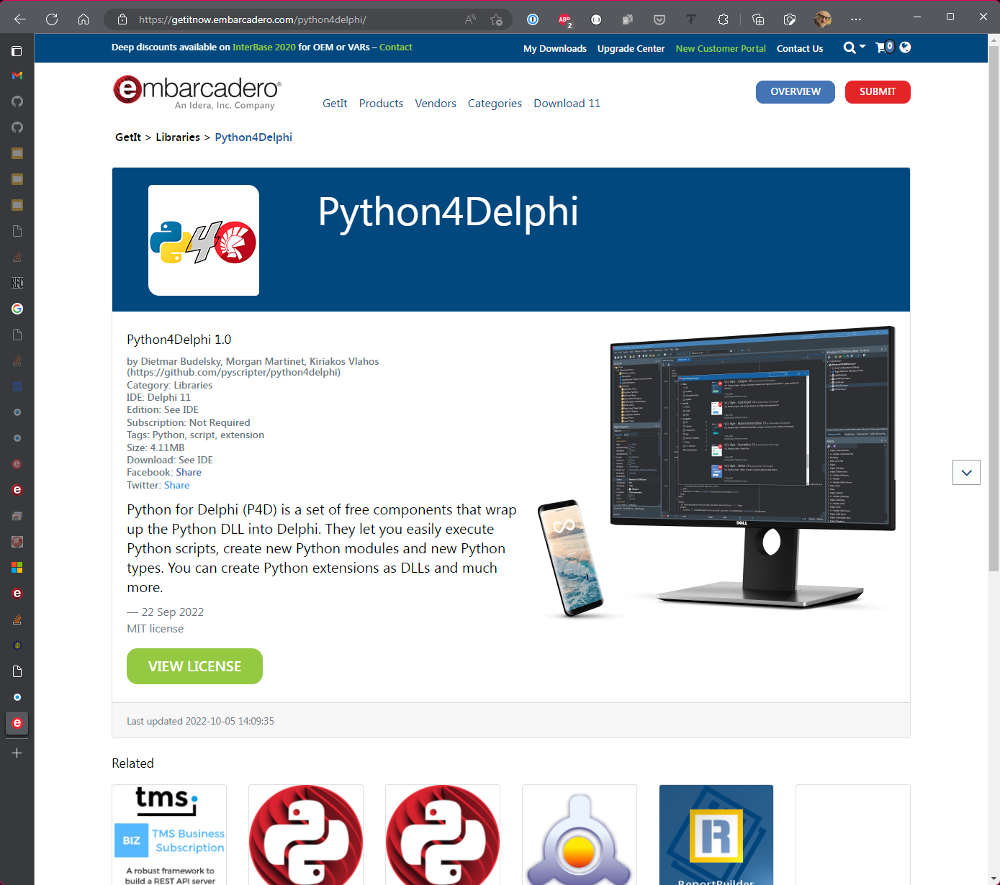 https://getitnow.embarcadero.com/python4delphi/
ABP
2
Deep discounts available on InterBase 2020 for OEM or VARs – Contact
My Downloads Upgrade Center New Customer Portal Contact Us
0
embarcadero®
An Idera, Inc. Company
GetIt Products Vendors Categories Download 11
OVERVIEW SUBMIT
GetIt > Libraries > Python4Delphi
Python4Delphi
4
Python4Delphi 1.0
by Dietmar Budelsky, Morgan Martinet, Kiriakos Vlahos
(https://github.com/pyscripter/python4delphi)
Category: Libraries
IDE: Delphi 11
Edition: See IDE
Subscription: Not Required
Tags: Python, script, extension
Size: 4.11MB
Download: See IDE
Facebook: Share
Twitter: Share
Python for Delphi (P4D) is a set of free components that wrap
up the Python DLL into Delphi. They let you easily execute
Python scripts, create new Python modules and new Python
types. You can create Python extensions as DLLs and much
more.
— 22 Sep 2022
MIT license
VIEW LICENSE
DELL
Last updated 2022-10-05 14:09:35
Related
tms
BIZ TMS Business
Subscription
A robust framework to
build a REST API server
R
ReportBuilder
RFC